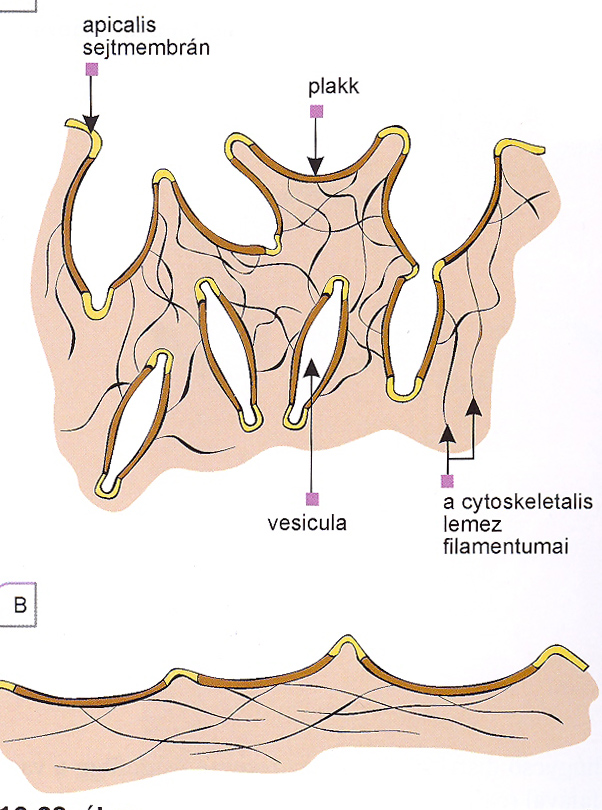 apicalis
sejtmembrán
plakk
vesicula
a cytoskeletalis
lemez
filamentumai
B